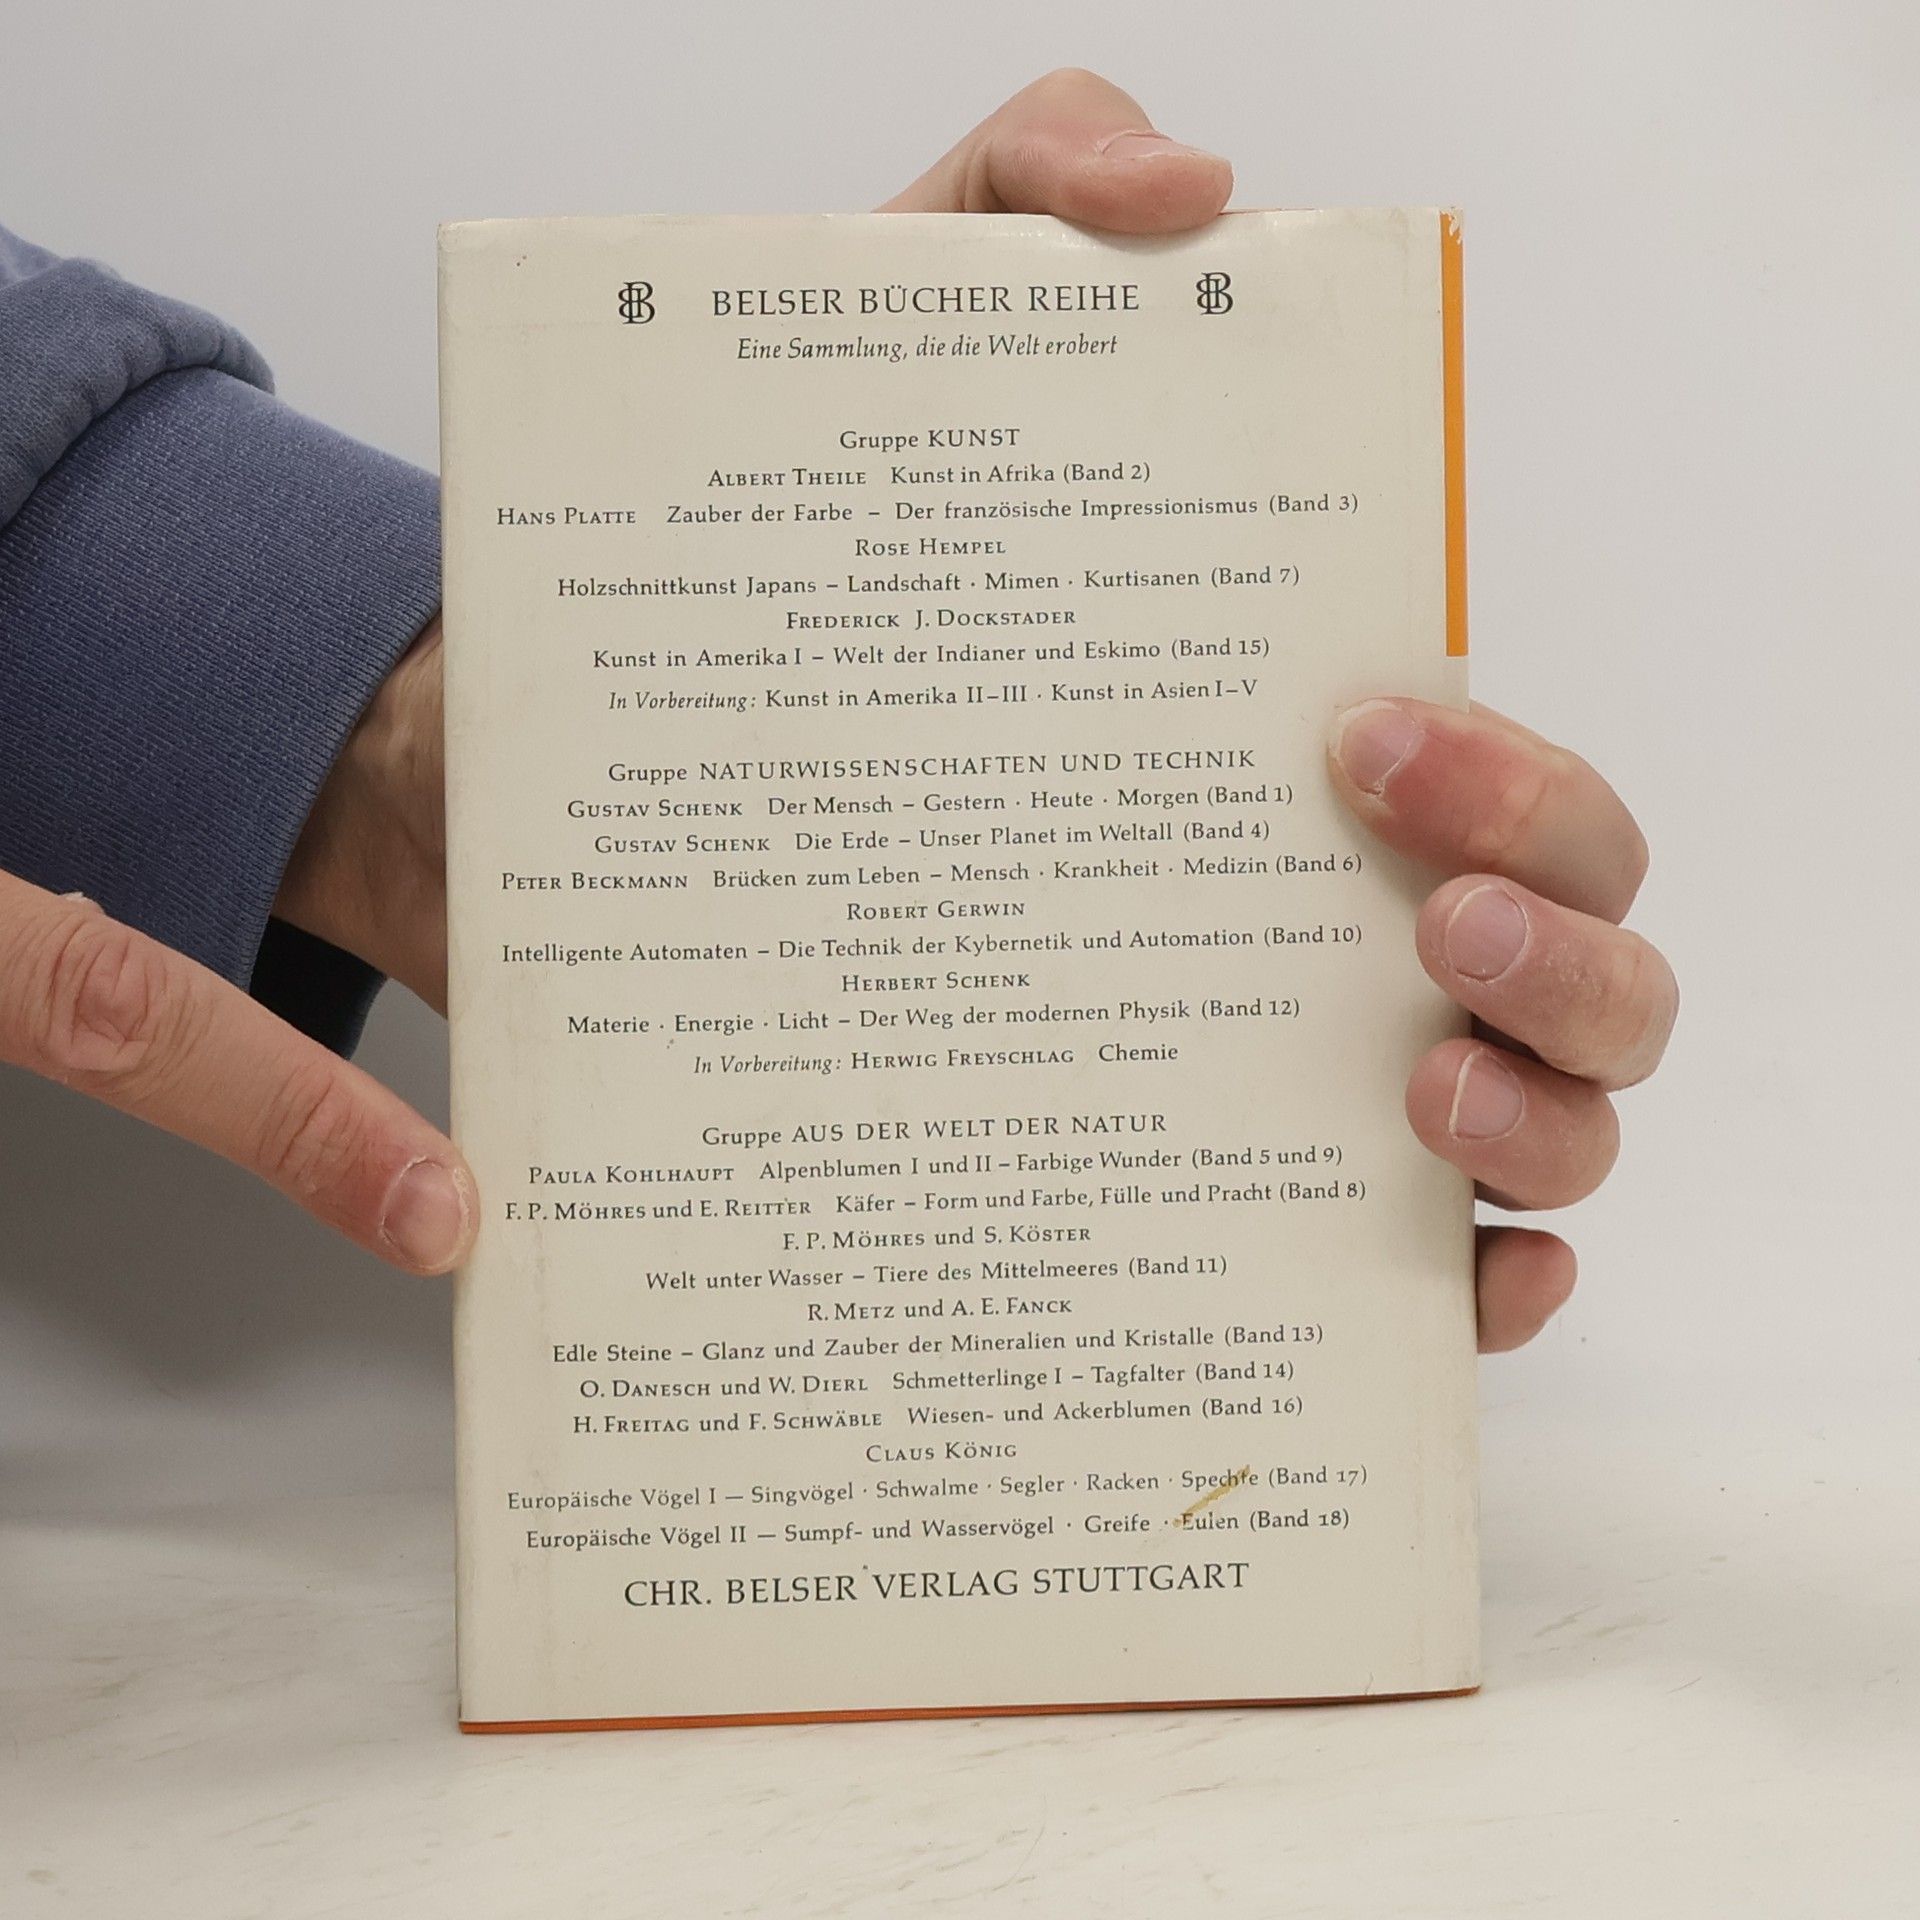 BELSER BÜCHER REIHE
Eine Sammlung, die die Welt erobert
Gruppe KUNST
ALBERT THEILE Kunst in Afrika (Band 2)
HANS PLATTE Zauber der Farbe – Der französische Impressionismus (Band 3)
ROSE HEMPEL
Holzschnittkunst Japans – Landschaft · Mimen · Kurtisanen (Band 7)
FREDERICK J. DOCKSTADER
Kunst in Amerika I – Welt der Indianer und Eskimo (Band 15)
In Vorbereitung: Kunst in Amerika II–III · Kunst in Asien I–V
Gruppe NATURWISSENSCHAFTEN UND TECHNIK
GUSTAV SCHENK Der Mensch – Gestern · Heute · Morgen (Band 1)
GUSTAV SCHENK Die Erde – Unser Planet im Weltall (Band 4)
PETER BECKMANN Brücken zum Leben – Mensch · Krankheit · Medizin (Band 6)
ROBERT GERWIN
Intelligente Automaten – Die Technik der Kybernetik und Automation (Band 10)
HERBERT SCHENK
Materie · Energie · Licht – Der Weg der modernen Physik (Band 12)
In Vorbereitung: HERWIG FREYSCHLAG Chemie
Gruppe AUS DER WELT DER NATUR
PAULA KOHLHAUPT Alpenblumen I und II – Farbige Wunder (Band 5 und 9)
F. P. MÖHRES und E. REITTER Käfer – Form und Farbe, Fülle und Pracht (Band 8)
F. P. MÖHRES und S. KÖSTER
Welt unter Wasser – Tiere des Mittelmeeres (Band 11)
R. METZ und A. E. FANCK
Edle Steine – Glanz und Zauber der Mineralien und Kristalle (Band 13)
O. DANESCH und W. DIERL Schmetterlinge I – Tagfalter (Band 14)
H. FREITAG und F. SCHWÄBLE Wiesen- und Ackerblumen (Band 16)
CLAUS KÖNIG
Europäische Vögel I — Singvögel · Schwalme · Segler · Racken · Spechte (Band 17)
Europäische Vögel II — Sumpf- und Wasservögel · Greife · Eulen (Band 18)
CHR. BELSER VERLAG STUTTGART